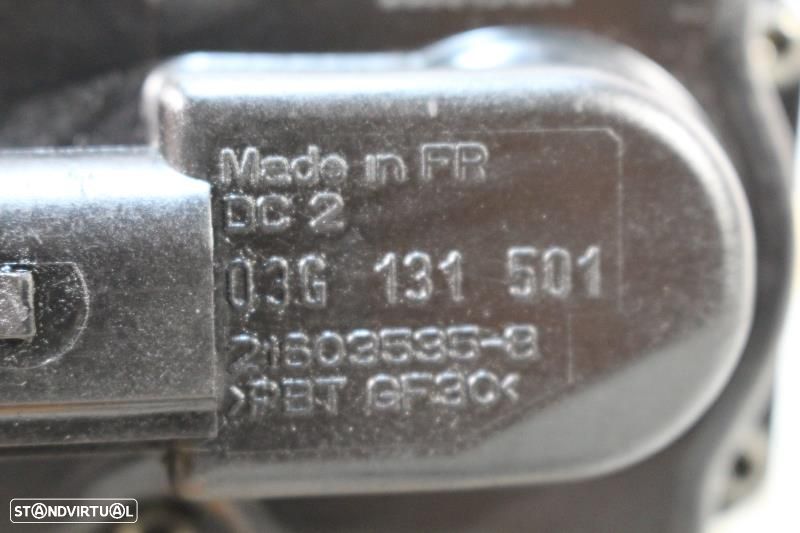 Made in FR
DC 2
03G 131 501
21603535-8
>PBT GF30<
STANDVIRTUAL